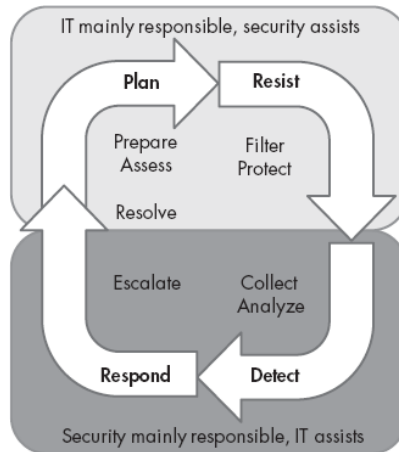 IT mainly responsible, security assists
Plan
Resist
Prepare
Assess
Filter
Protect
Resolve
Escalate
Collect
Analyze
Respond
Detect
Security mainly responsible, IT assists